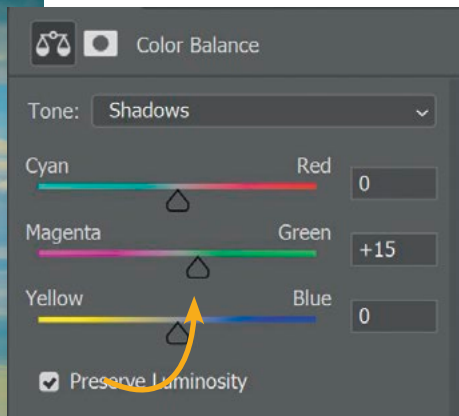 Color Balance
Tone: Shadows
Cyan Red 0
Magenta Green +15
Yellow Blue 0
Preserve Luminosity